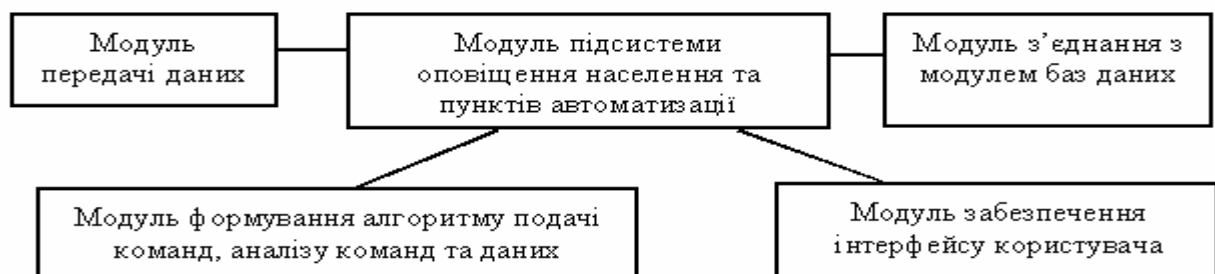 Модуль
передачі даних
Модуль підсистеми
оповіщення населення та
пунктів автоматизації
Модуль з’єднання з
модулем баз даних
Модуль формування алгоритму подачі
команд, аналізу команд та даних
Модуль забезпечення
інтерфейсу користувача